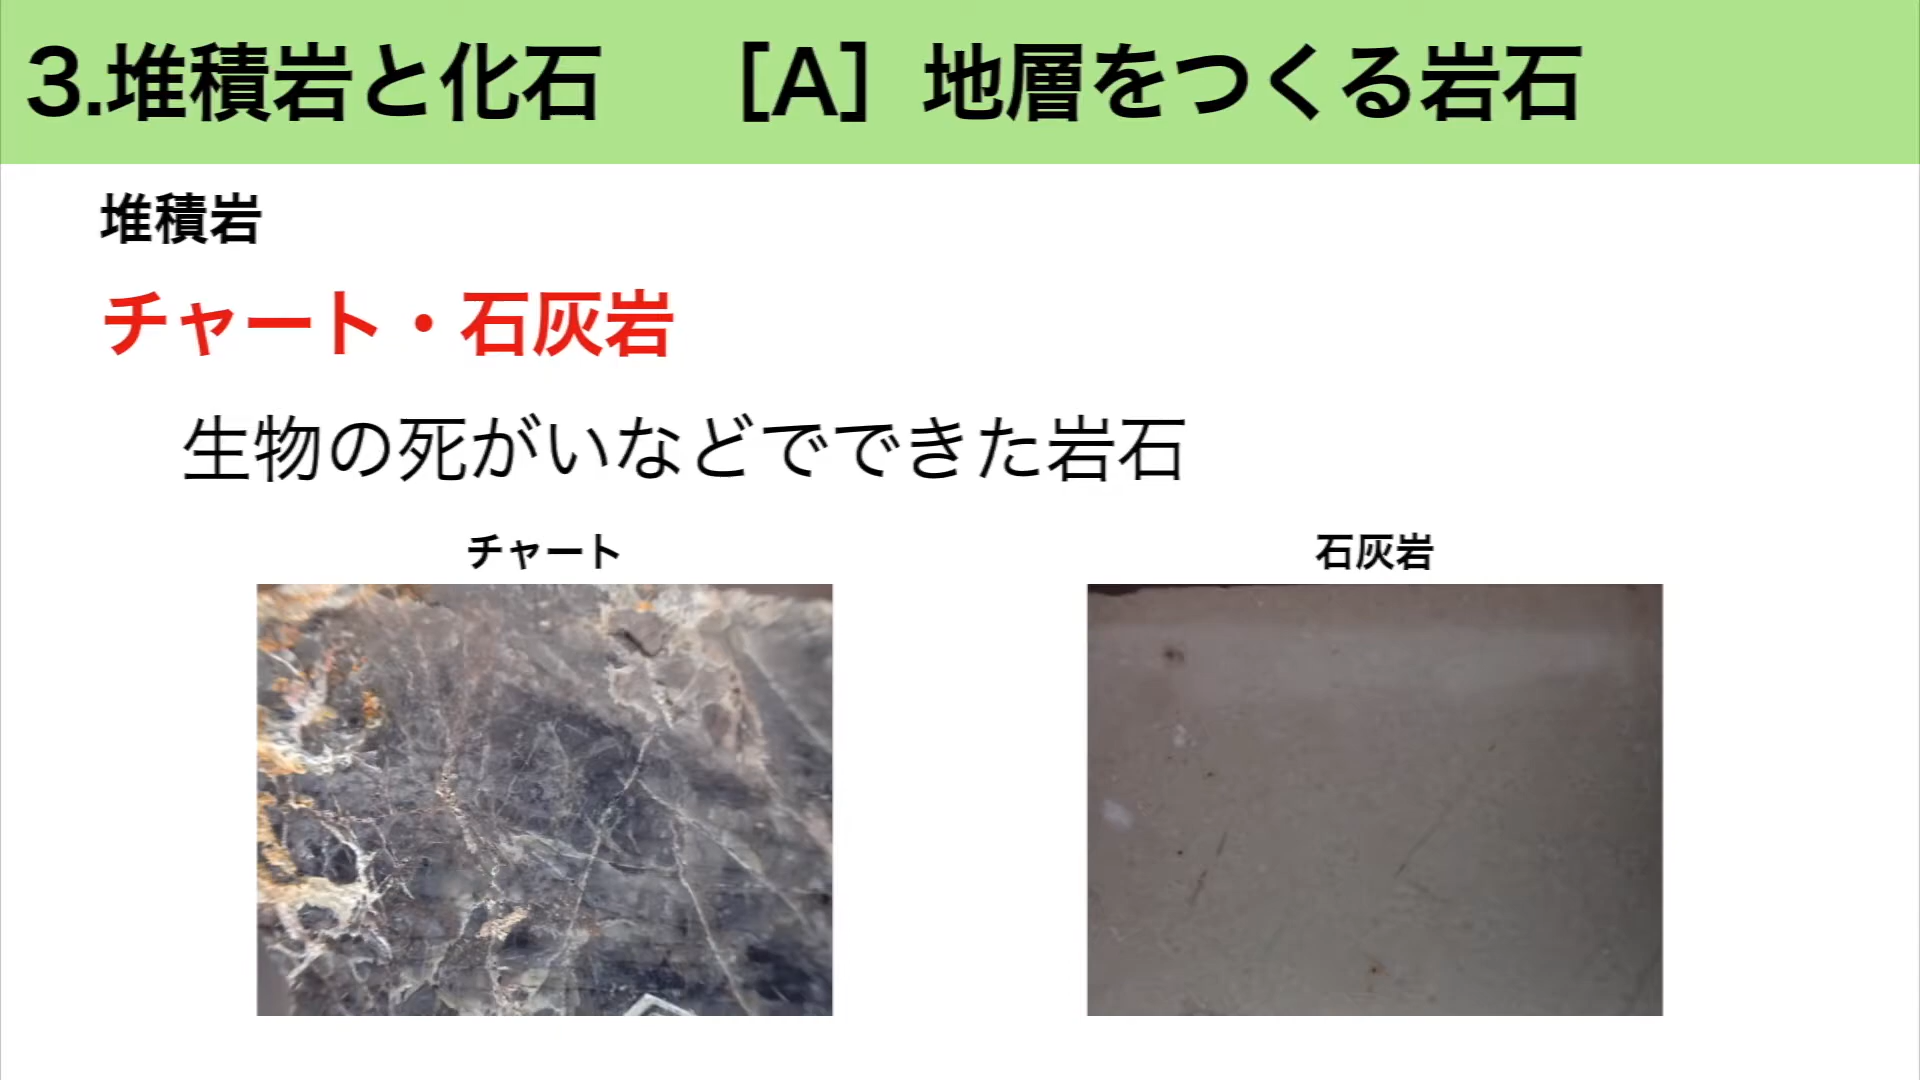 3.堆積岩と化石　［A］地層をつくる岩石
堆積岩
チャート・石灰岩
生物の死がいなどでできた岩石
チャート
石灰岩